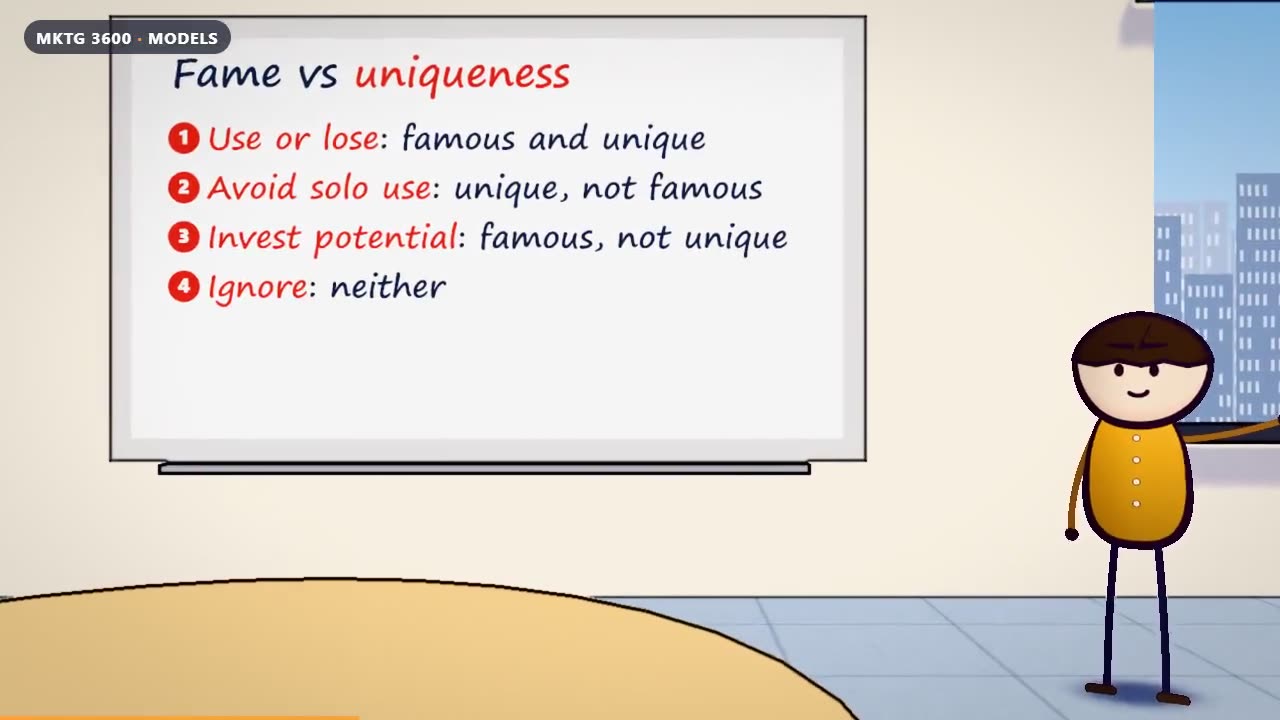 MKTG 3600 · MODELS
Fame vs uniqueness
1 Use or lose: famous and unique
2 Avoid solo use: unique, not famous
3 Invest potential: famous, not unique
4 Ignore: neither